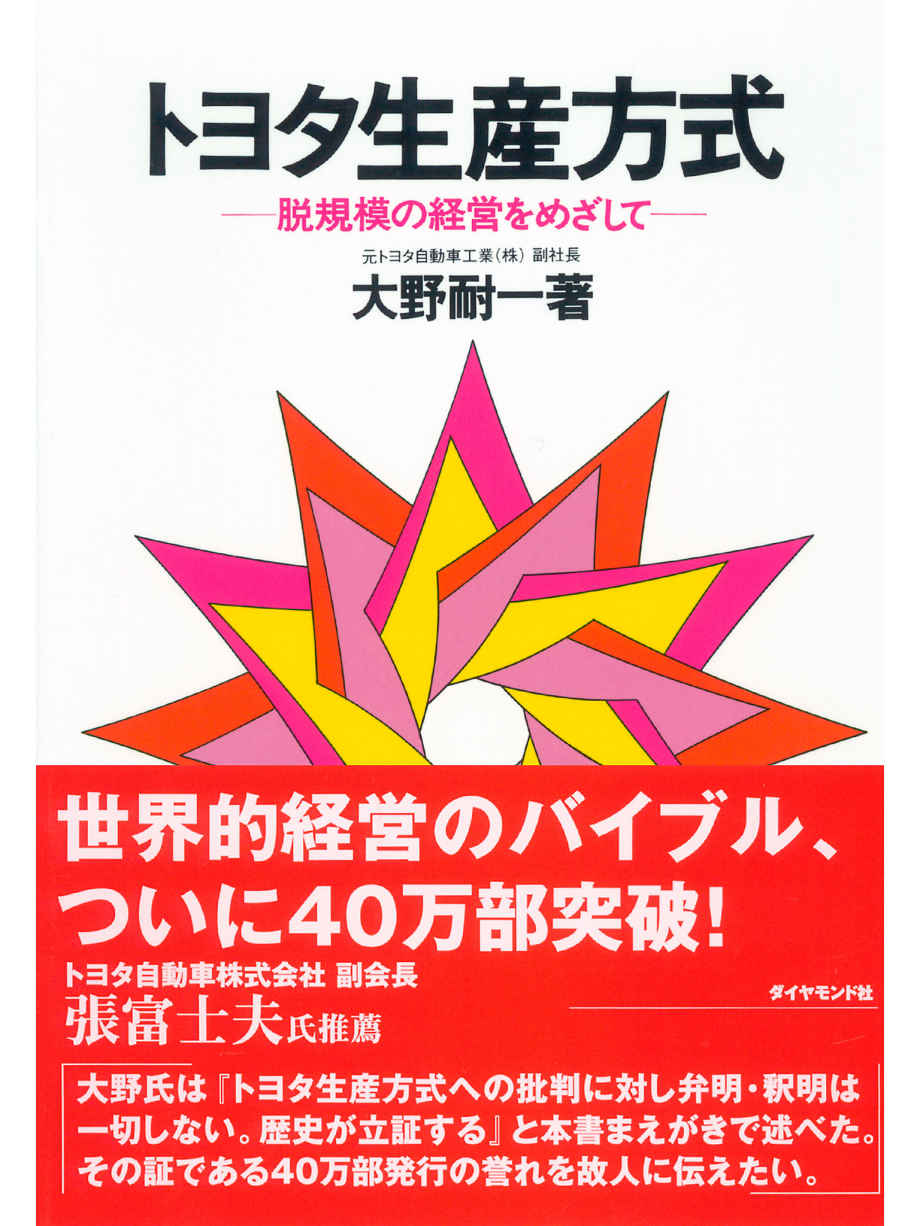 トヨタ生産方式
――脱規模の経営をめざして――
元トヨタ自動車工業(株) 副社長
大野耐一著
世界的経営のバイブル、
ついに40万部突破!
トヨタ自動車株式会社 副会長
張富士夫氏推薦
ダイヤモンド社
大野氏は『トヨタ生産方式への批判に対し弁明・釈明は
一切しない。歴史が立証する』と本書まえがきで述べた。
その証である40万部発行の誉れを故人に伝えたい。